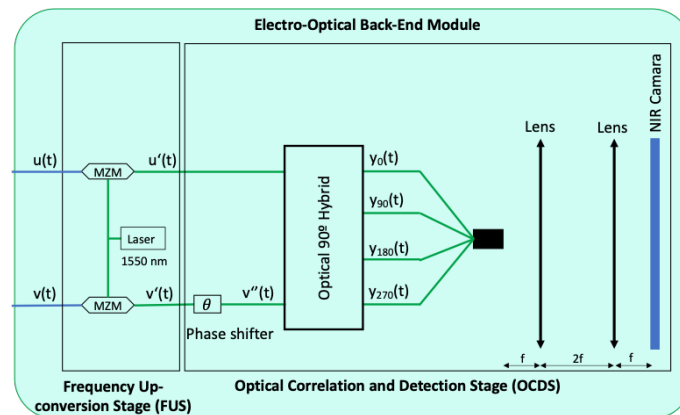 Electro-Optical Back-End Module
NIR Camara
Lens
Lens
u(t)
MZM
u’(t)
y0(t)
y90(t)
Laser
1550 nm
Optical 90º Hybrid
y180(t)
v(t)
MZM
v’(t)
θ
v’’(t)
y270(t)
Phase shifter
f
2f
f
Frequency Up-
conversion Stage (FUS)
Optical Correlation and Detection Stage (OCDS)